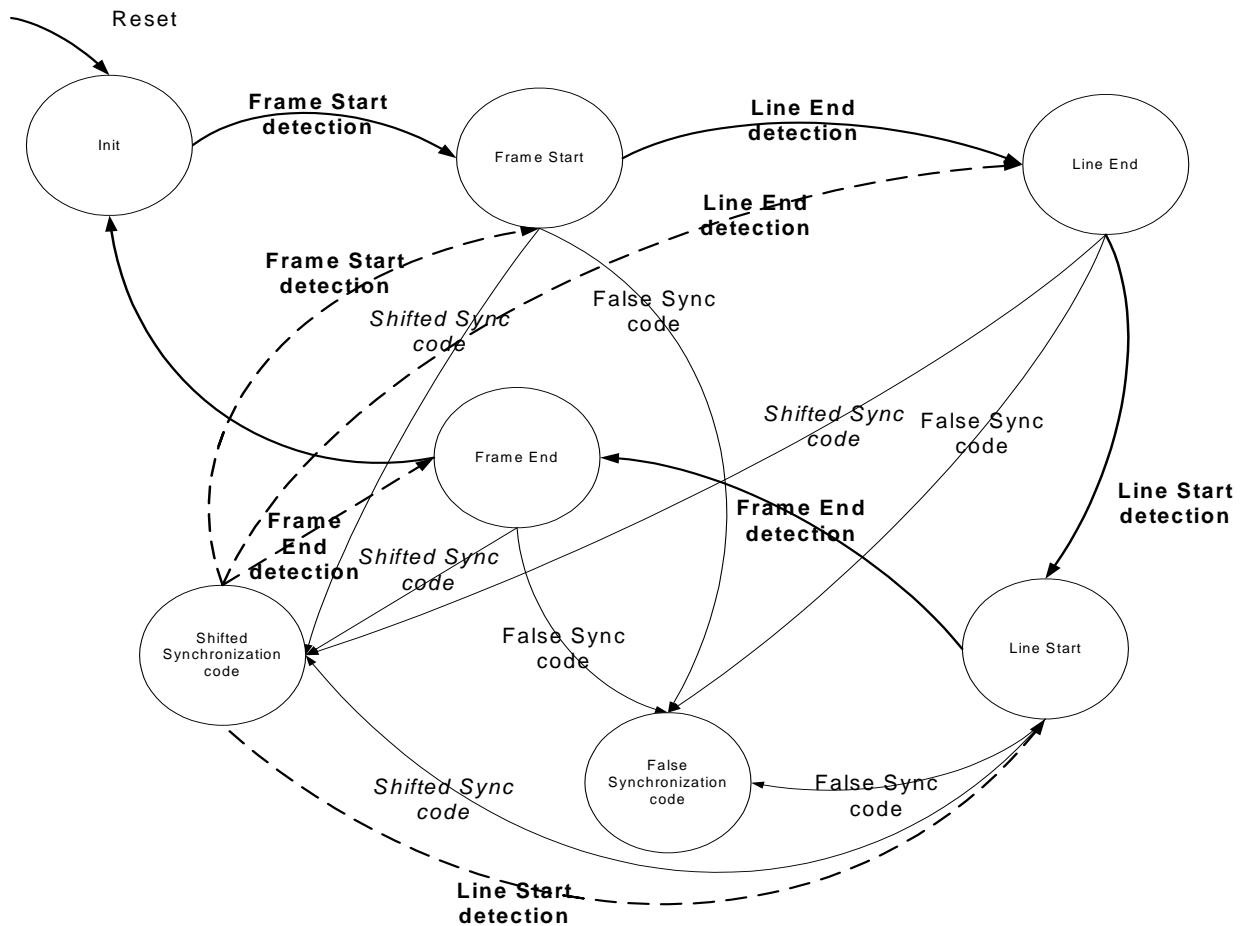 Reset
Init
Frame Start
detection
Frame Start
Line End
detection
Line End
Line End
detection
Frame Start
detection
Shifted Sync
code
False Sync
code
Shifted Sync
code
False Sync
code
Frame End
Line Start
detection
Frame End
detection
Frame
End
detection
Shifted Sync
code
False Sync
code
Shifted
Synchronization
code
Line Start
False
Synchronization
code
Shifted Sync
code
False Sync
code
Line Start
detection